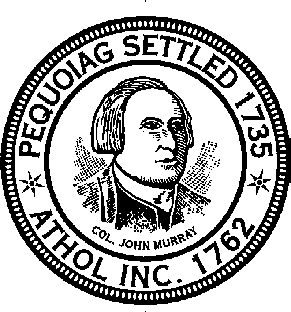 PEQUOIAG SETTLED 1735
COL. JOHN MURRAY
ATHOL INC. 1762